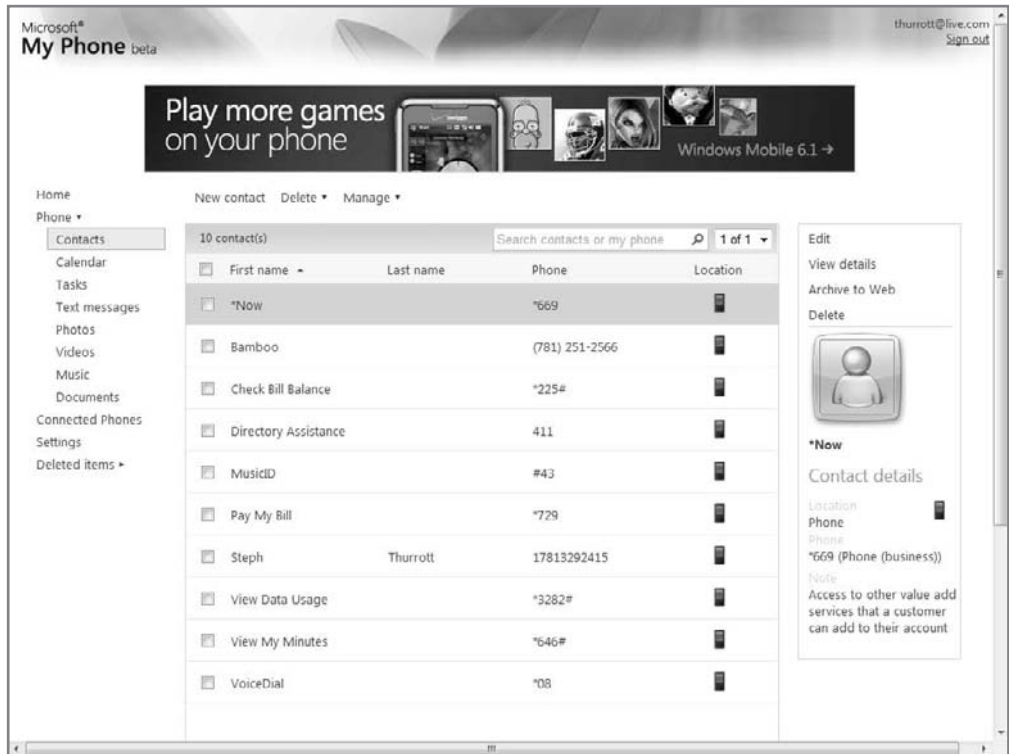 Microsoft®
My Phone beta
thurrott@live.com
Sign out
Play more games
on your phone
Windows Mobile 6.1 →
Home
Phone ▾
Contacts
Calendar
Tasks
Text messages
Photos
Videos
Music
Documents
Connected Phones
Settings
Deleted items ▸
New contact Delete ▾ Manage ▾
10 contact(s) Search contacts or my phone 1 of 1 ▾
First name ▴ Last name Phone Location
*Now *669
Bamboo (781) 251-2566
Check Bill Balance *225#
Directory Assistance 411
MusicID #43
Pay My Bill *729
Steph Thurrott 17813292415
View Data Usage *3282#
View My Minutes *646#
VoiceDial *08
Edit
View details
Archive to Web
Delete
*Now
Contact details
Location
Phone
Phone
*669 (Phone (business))
Note
Access to other value add
services that a customer
can add to their account